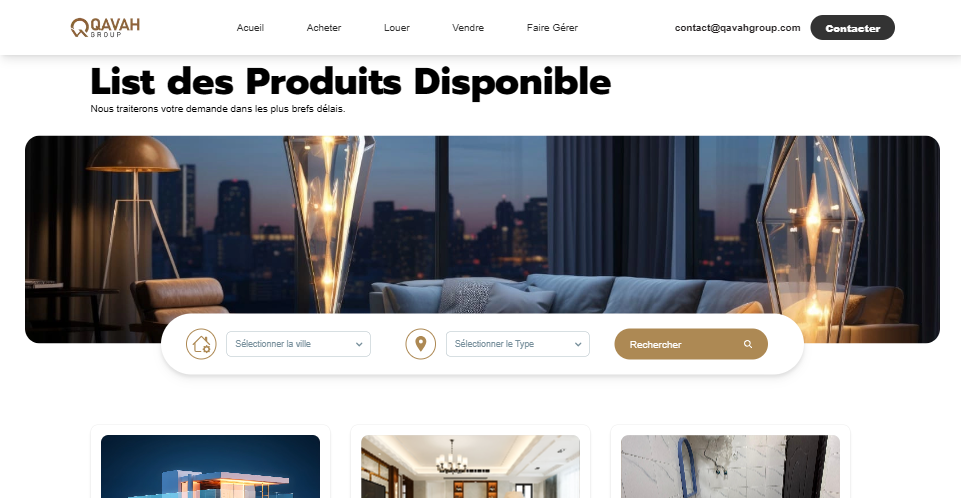 QAVAH
GROUP
Acueil
Acheter
Louer
Vendre
Faire Gérer
contact@qavahgroup.com
Contacter
List des Produits Disponible
Nous traiterons votre demande dans les plus brefs délais.
Sélectionner la ville
Sélectionner le Type
Rechercher